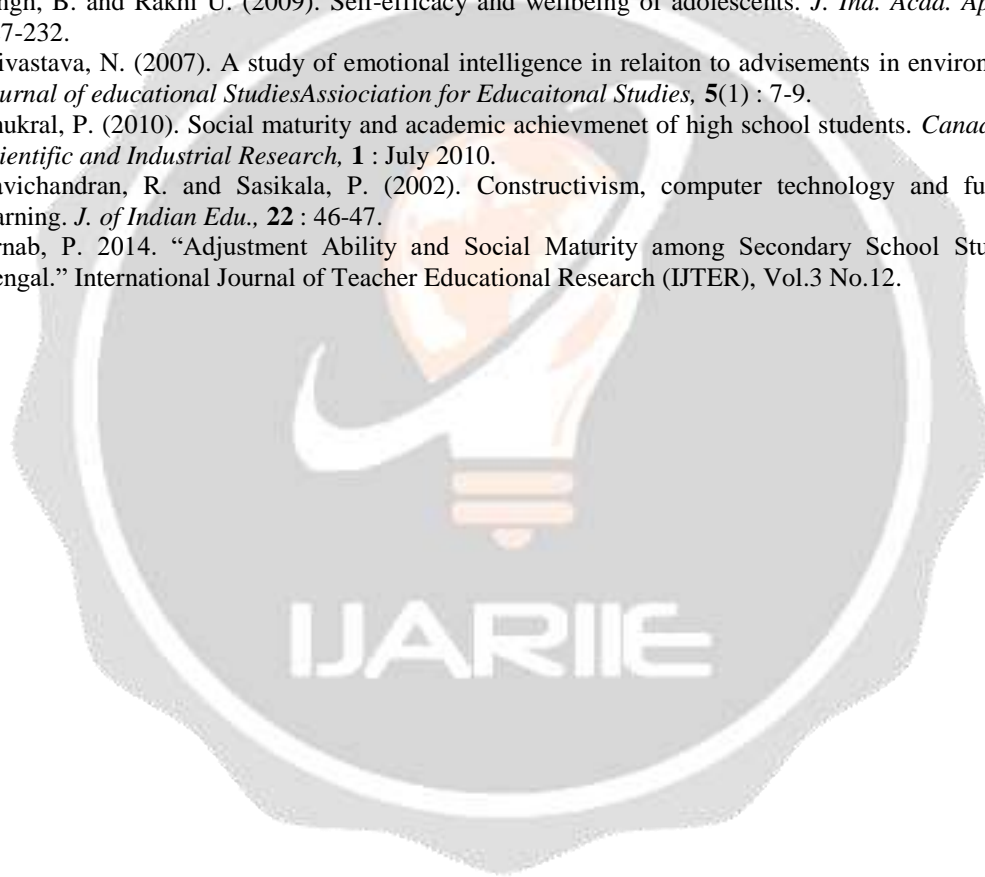 ngh, B. and Rakhi U. (2009). Self-efficacy and wellbeing of adolescents. J. Ind. Acad. Ap
7-232.
ivastava, N. (2007). A study of emotional intelligence in relaiton to advisements in environ
urnal of educational StudiesAssiociation for Educaitonal Studies, 5(1) : 7-9.
ukral, P. (2010). Social maturity and academic achievmenet of high school students. Canad
ientific and Industrial Research, 1 : July 2010.
avichandran, R. and Sasikala, P. (2002). Constructivism, computer technology and fu
arning. J. of Indian Edu., 22 : 46-47.
rnab, P. 2014. “Adjustment Ability and Social Maturity among Secondary School Stu
engal.” International Journal of Teacher Educational Research (IJTER), Vol.3 No.12.
IJARIIE